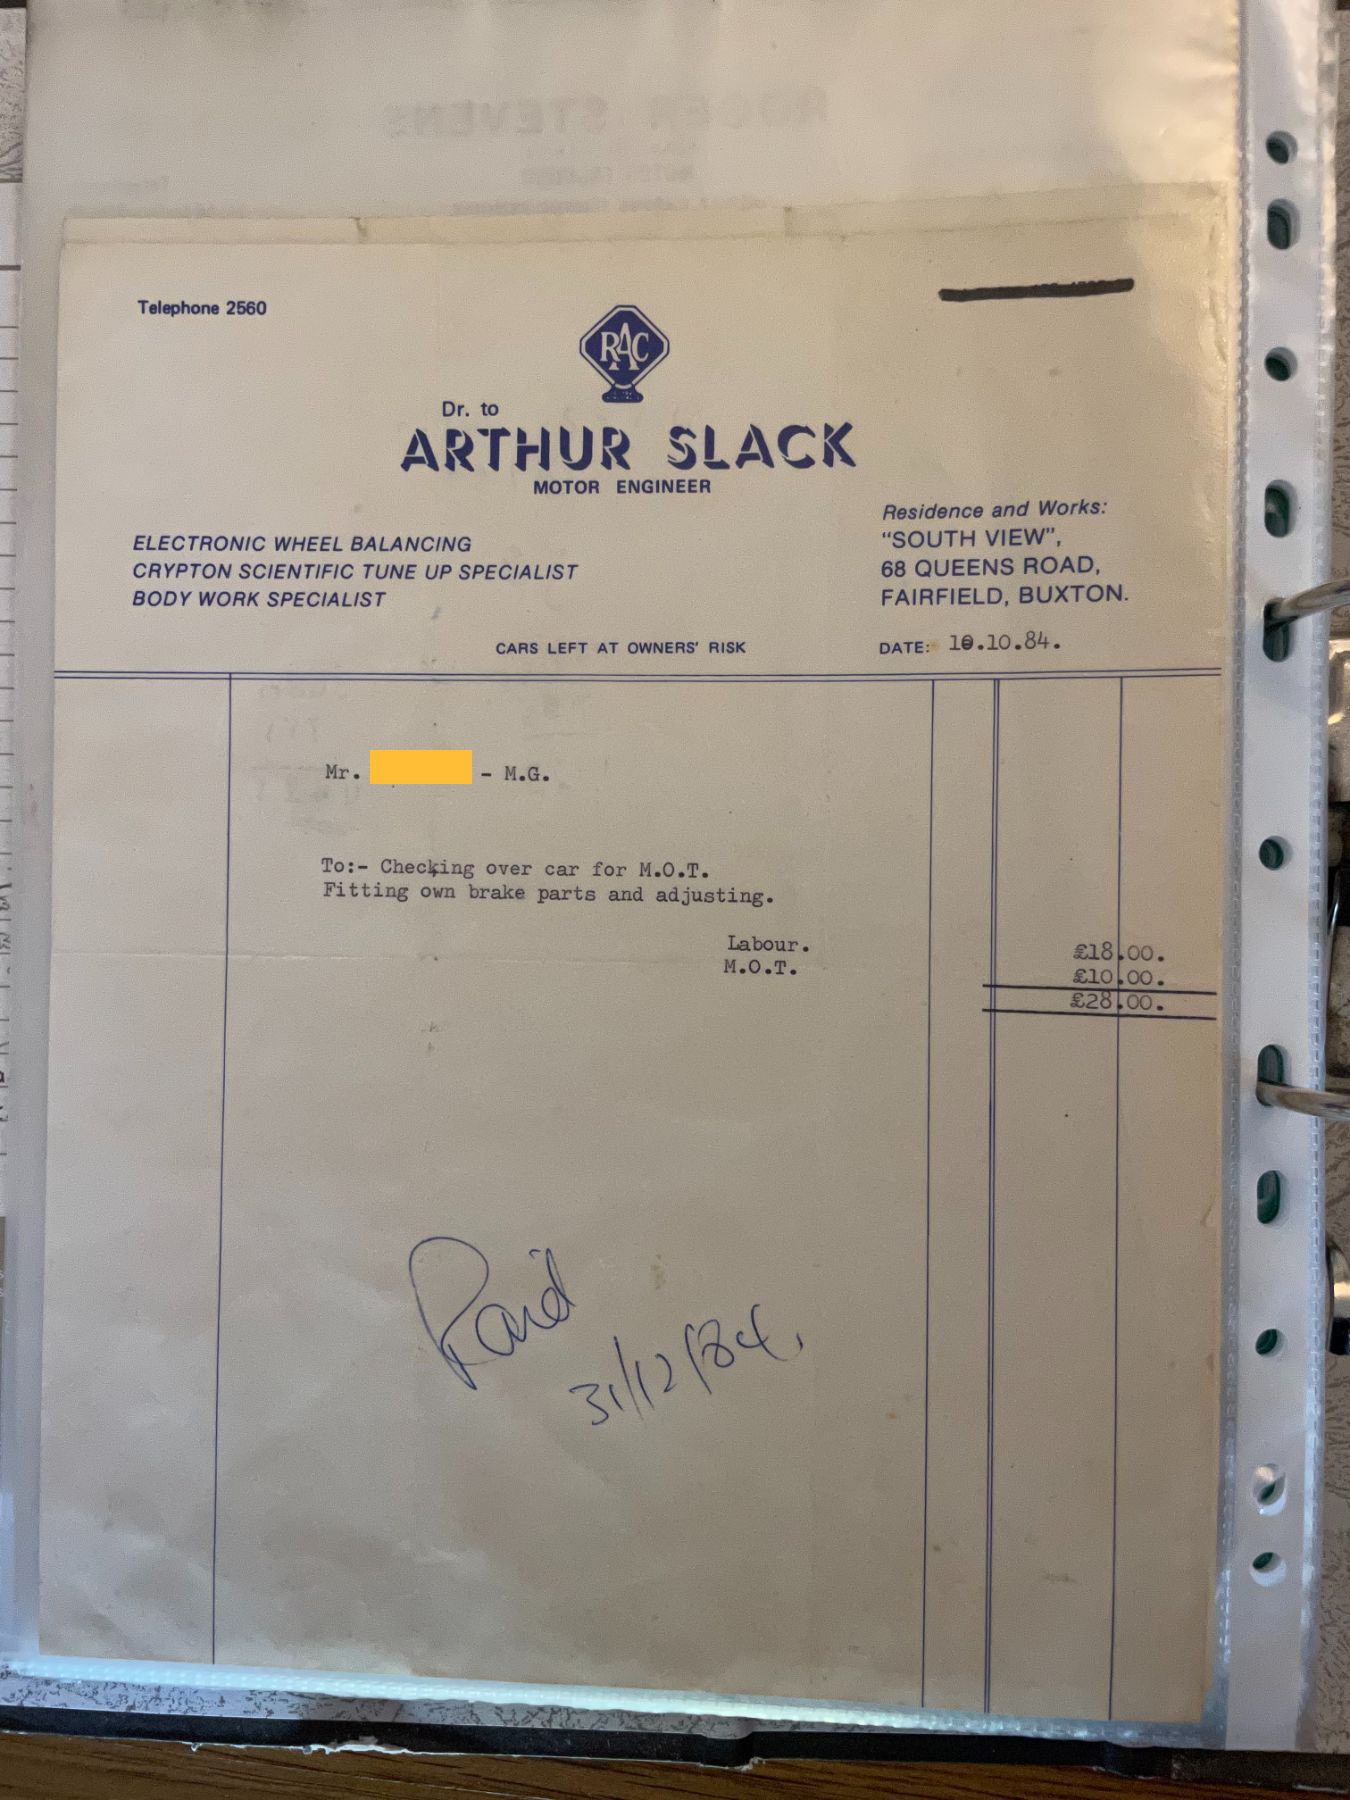 ROGER STEVENS
Telephone 2560
RAC
Dr. to
ARTHUR SLACK
MOTOR ENGINEER
Residence and Works:
"SOUTH VIEW",
68 QUEENS ROAD,
FAIRFIELD, BUXTON.
ELECTRONIC WHEEL BALANCING
CRYPTON SCIENTIFIC TUNE UP SPECIALIST
BODY WORK SPECIALIST
CARS LEFT AT OWNERS' RISK
DATE: 10.10.84.
Mr. - M.G.
To:- Checking over car for M.O.T.
Fitting own brake parts and adjusting.
Labour. £18.00.
M.O.T. £10.00.
£28.00.
Paid
31/12/84.